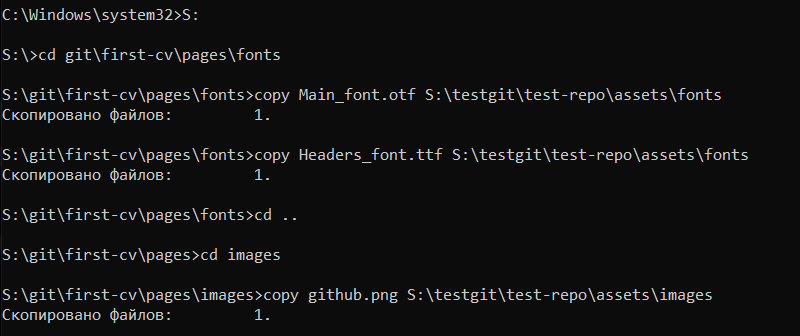 C:\Windows\system32>S:
S:\>cd git\first-cv\pages\fonts
S:\git\first-cv\pages\fonts>copy Main_font.otf S:\testgit\test-repo\assets\fonts
Скопировано файлов:         1.
S:\git\first-cv\pages\fonts>copy Headers_font.ttf S:\testgit\test-repo\assets\fonts
Скопировано файлов:         1.
S:\git\first-cv\pages\fonts>cd ..
S:\git\first-cv\pages>cd images
S:\git\first-cv\pages\images>copy github.png S:\testgit\test-repo\assets\images
Скопировано файлов:         1.